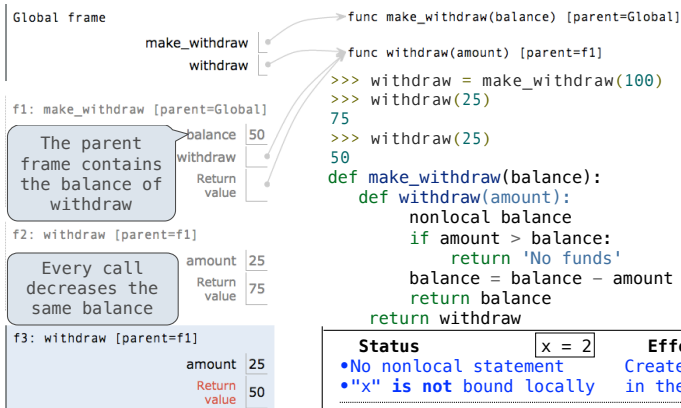 Global frame
make_withdraw
withdraw
func make_withdraw(balance) [parent=Global]
func withdraw(amount) [parent=f1]
f1: make_withdraw [parent=Global]
balance 50
withdraw
Return
value
The parent
frame contains
the balance of
withdraw
f2: withdraw [parent=f1]
amount 25
Return
value 75
Every call
decreases the
same balance
f3: withdraw [parent=f1]
amount 25
Return
value 50
>>> withdraw = make_withdraw(100)
>>> withdraw(25)
75
>>> withdraw(25)
50
def make_withdraw(balance):
def withdraw(amount):
nonlocal balance
if amount > balance:
return 'No funds'
balance = balance − amount
return balance
return withdraw
Status x = 2
•No nonlocal statement
•"x" is not bound locally
in the